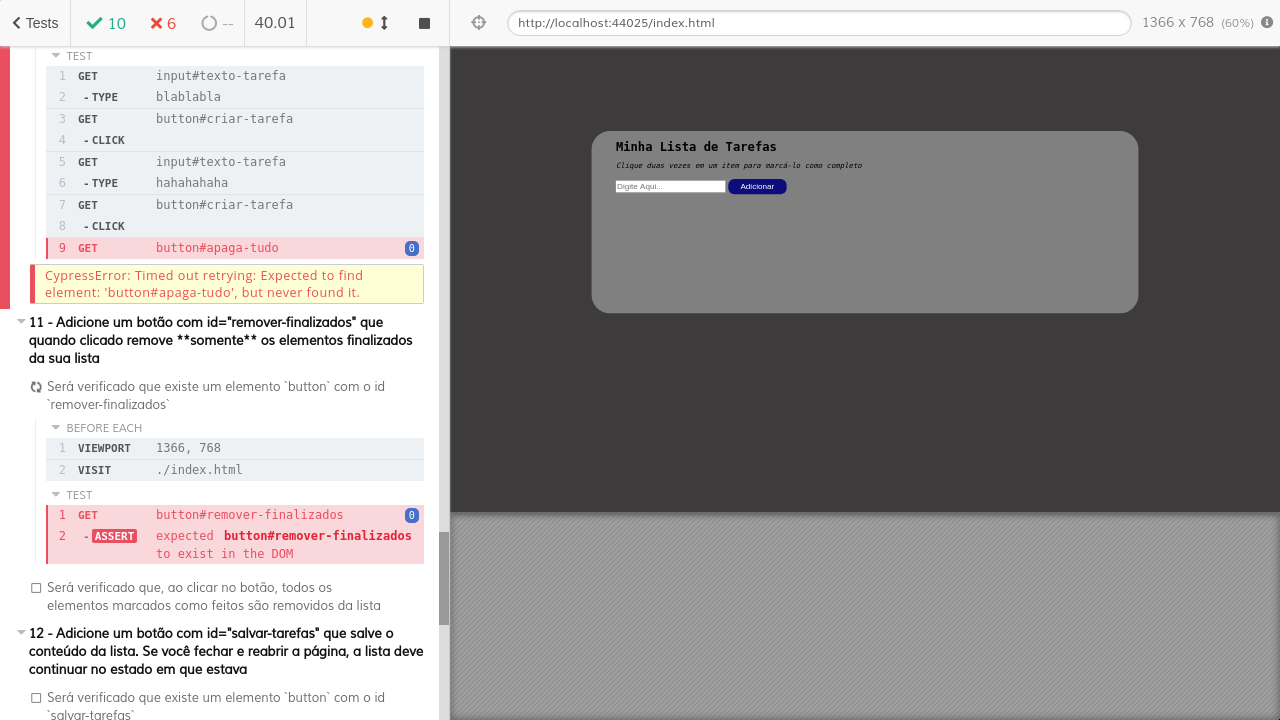 Tests 10 6 -- 40.01
http://localhost:44025/index.html
1366 x 768 (60%)
TEST
1 GET input#texto-tarefa
2 -TYPE blablabla
3 GET button#criar-tarefa
4 -CLICK
5 GET input#texto-tarefa
6 -TYPE hahahahaha
7 GET button#criar-tarefa
8 -CLICK
9 GET button#apaga-tudo 0
CypressError: Timed out retrying: Expected to find
element: 'button#apaga-tudo', but never found it.
11 - Adicione um botão com id="remover-finalizados" que
quando clicado remove **somente** os elementos finalizados
da sua lista
Será verificado que existe um elemento `button` com o id
`remover-finalizados`
BEFORE EACH
1 VIEWPORT 1366, 768
2 VISIT ./index.html
TEST
1 GET button#remover-finalizados 0
2 -ASSERT expected button#remover-finalizados
to exist in the DOM
Será verificado que, ao clicar no botão, todos os
elementos marcados como feitos são removidos da lista
12 - Adicione um botão com id="salvar-tarefas" que salve o
conteúdo da lista. Se você fechar e reabrir a página, a lista deve
continuar no estado em que estava
Será verificado que existe um elemento `button` com o id
`salvar-tarefas`
Minha Lista de Tarefas
Clique duas vezes em um item para marcá-lo como completo
Digite Aqui... Adicionar